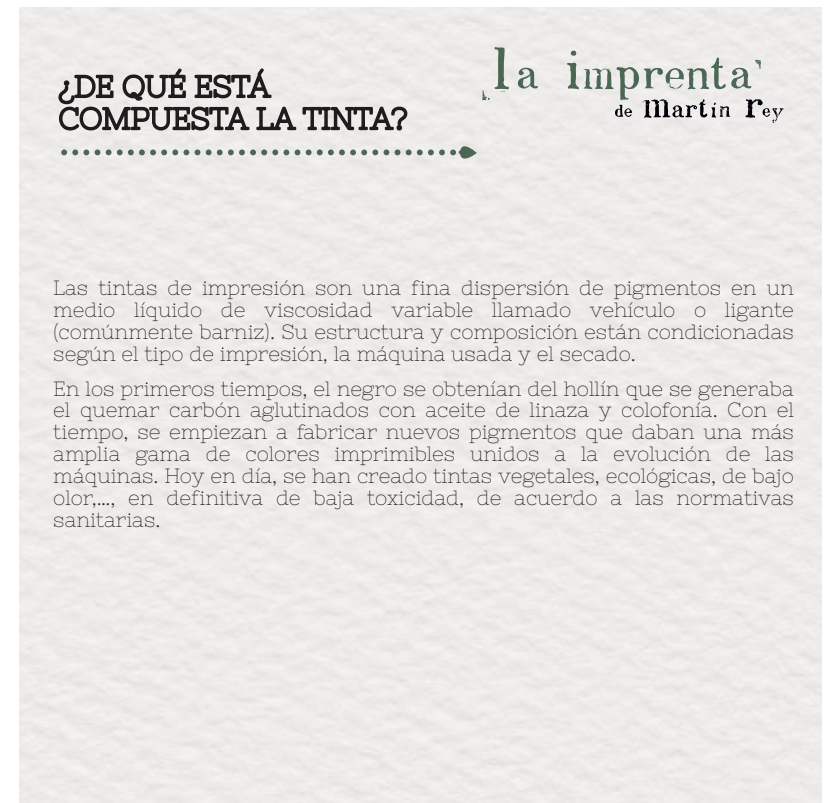 ¿DE QUÉ ESTÁ
COMPUESTA LA TINTA?
la imprenta
de Martín Rey
Las tintas de impresión son una fina dispersión de pigmentos en un
medio líquido de viscosidad variable llamado vehículo o ligante
(comúnmente barniz). Su estructura y composición están condicionadas
según el tipo de impresión, la máquina usada y el secado.
En los primeros tiempos, el negro se obtenían del hollín que se generaba
el quemar carbón aglutinados con aceite de linaza y colofonía. Con el
tiempo, se empiezan a fabricar nuevos pigmentos que daban una más
amplia gama de colores imprimibles unidos a la evolución de las
máquinas. Hoy en día, se han creado tintas vegetales, ecológicas, de bajo
olor,..., en definitiva de baja toxicidad, de acuerdo a las normativas
sanitarias.